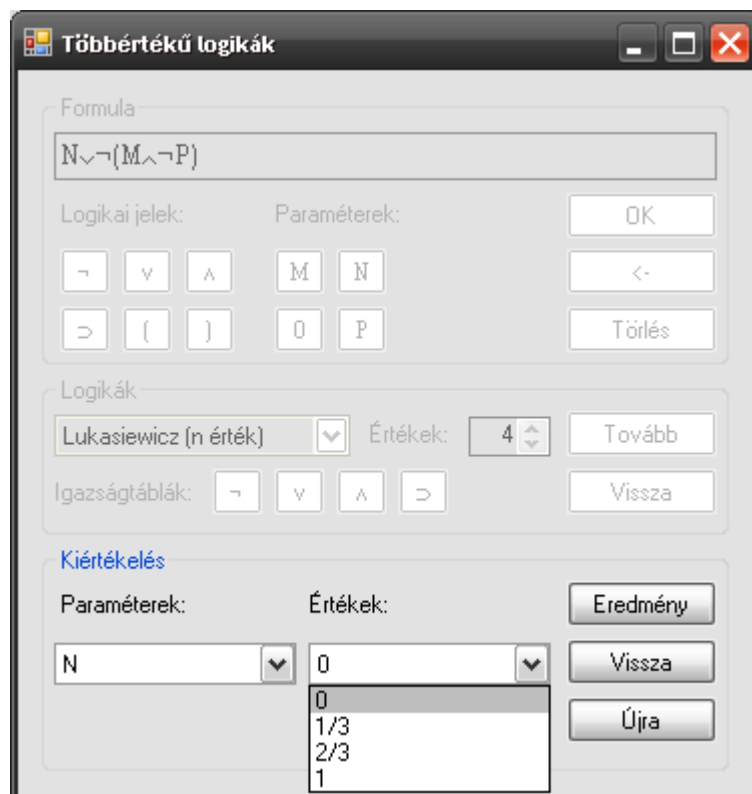 Többértékű logikák
Formula
N∨¬(M∧¬P)
Logikai jelek: Paraméterek: OK
¬ ∨ ∧ M N <-
⊃ ( ) O P Törlés
Logikák
Lukasiewicz (n érték) Értékek: 4 Tovább
Igazságtáblák: ¬ ∨ ∧ ⊃ Vissza
Kiértékelés
Paraméterek: Értékek: Eredmény
N 0 Vissza
0
1/3 Újra
2/3
1